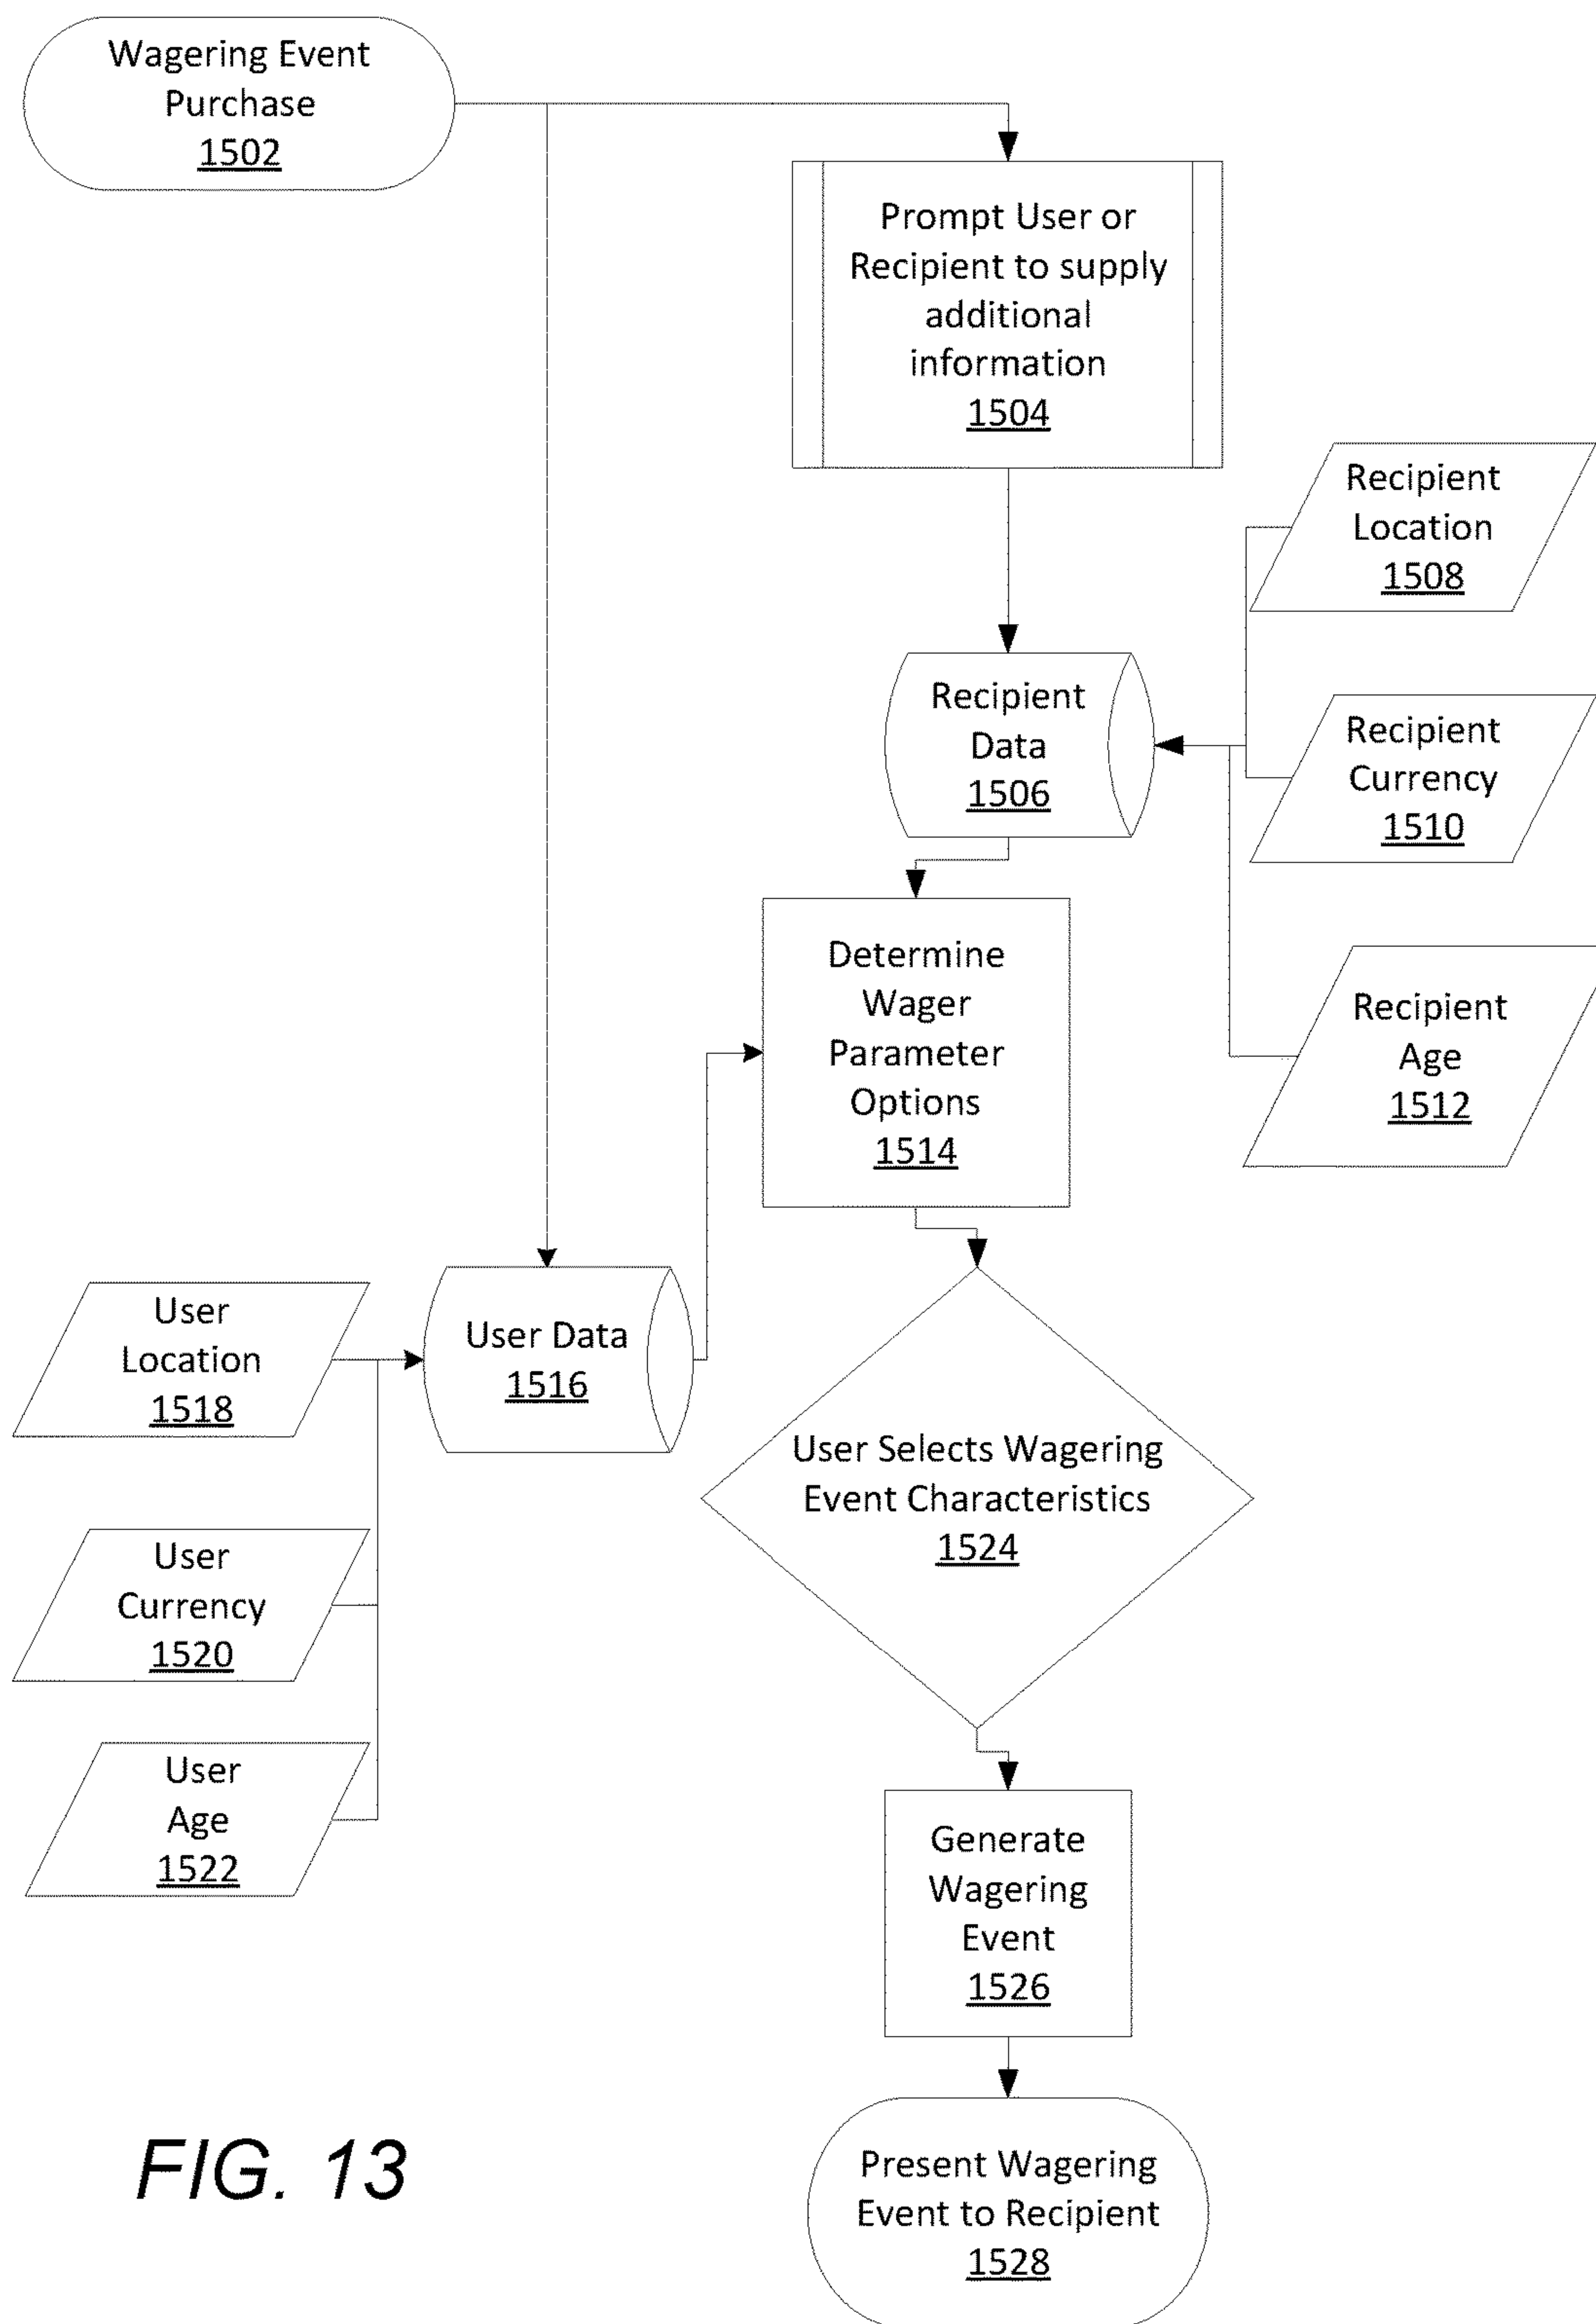 Wagering Event
Purchase
1502
Prompt User or
Recipient to supply
additional
information
1504
Recipient
Location
1508
Recipient
Data
1506
Recipient
Currency
1510
Determine
Wager
Parameter
Options
1514
Recipient
Age
1512
User
Location
1518
User Data
1516
User Selects Wagering
Event Characteristics
1524
User
Currency
1520
User
Age
1522
Generate
Wagering
Event
1526
Present Wagering
Event to Recipient
1528
FIG. 13